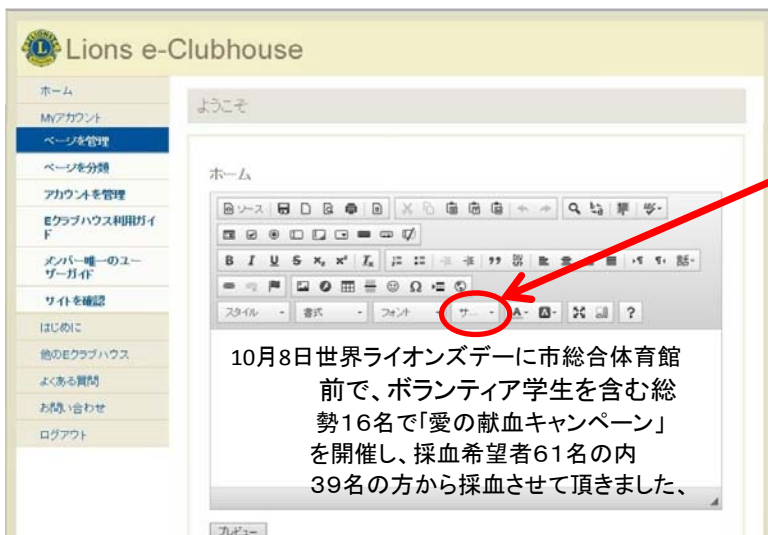 Lions e-Clubhouse
ホーム
Myアカウント
ページを管理
ページを分類
アカウントを管理
Eクラブハウス利用ガイ
ド
メンバー唯一のユー
ザーガイド
サイトを確認
はじめに
他のEクラブハウス
よくある質問
お問い合わせ
ログアウト
ようこそ
ホーム
ソース
B I U S x₂ x² Tx
スタイル 書式 フォント サ... A A ?
10月8日世界ライオンズデーに市総合体育館
前で、ボランティア学生を含む総
勢16名で「愛の献血キャンペーン」
を開催し、採血希望者61名の内
39名の方から採血させて頂きました、
プレビュー